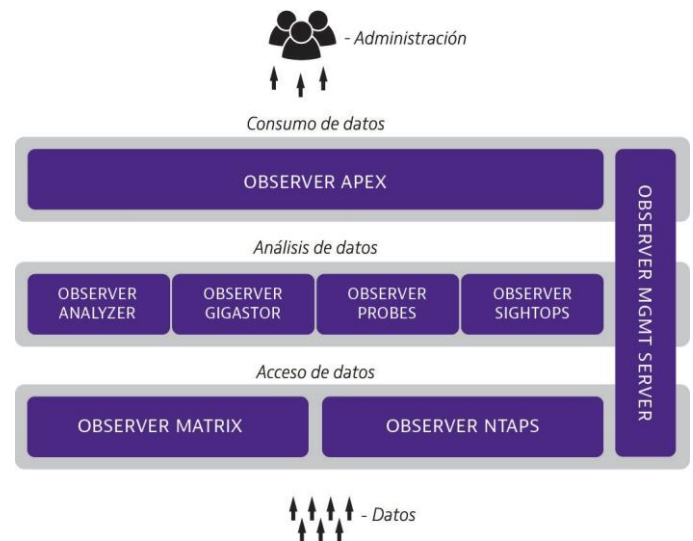 - Administración
Consumo de datos
OBSERVER APEX
Análisis de datos
OBSERVER
ANALYZER
OBSERVER
GIGASTOR
OBSERVER
PROBES
OBSERVER
SIGHTOPS
Acceso de datos
OBSERVER MATRIX
OBSERVER NTAPS
OBSERVER MGMT SERVER
- Datos